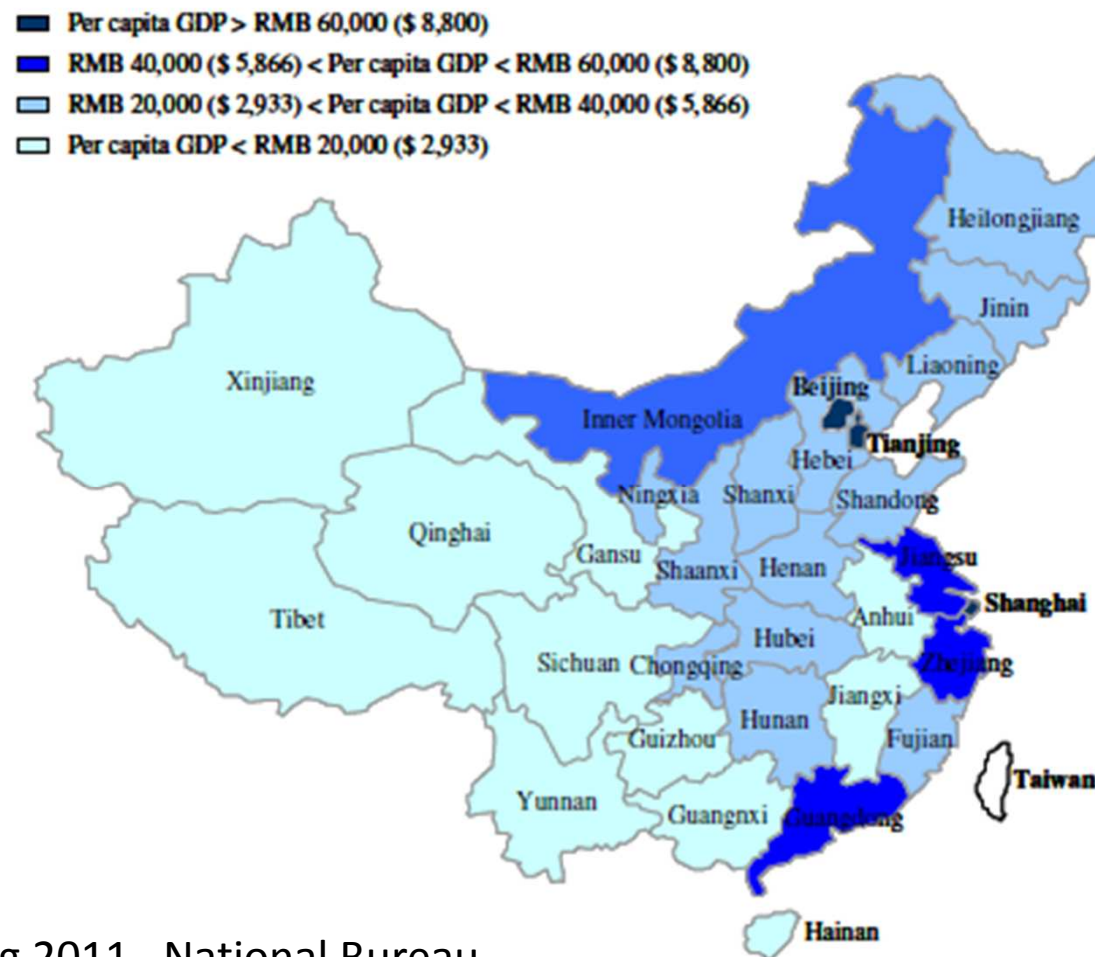 Per capita GDP > RMB 60,000 ($ 8,800)
RMB 40,000 ($ 5,866) < Per capita GDP < RMB 60,000 ($ 8,800)
RMB 20,000 ($ 2,933) < Per capita GDP < RMB 40,000 ($ 5,866)
Per capita GDP < RMB 20,000 ($ 2,933)
Heilongjiang
Jinin
Liaoning
Xinjiang
Beijing
Inner Mongolia
Tianjing
Hebei
Ningxia
Shanxi
Shandong
Qinghai
Gansu
Shaanxi
Henan
Jiangsu
Tibet
Anhui
Shanghai
Hubei
Sichuan
Chongqing
Zhejiang
Jiangxi
Hunan
Guizhou
Fujian
Taiwan
Yunnan
Guangnxi
Guangdong
Hainan
2011 National Bureau